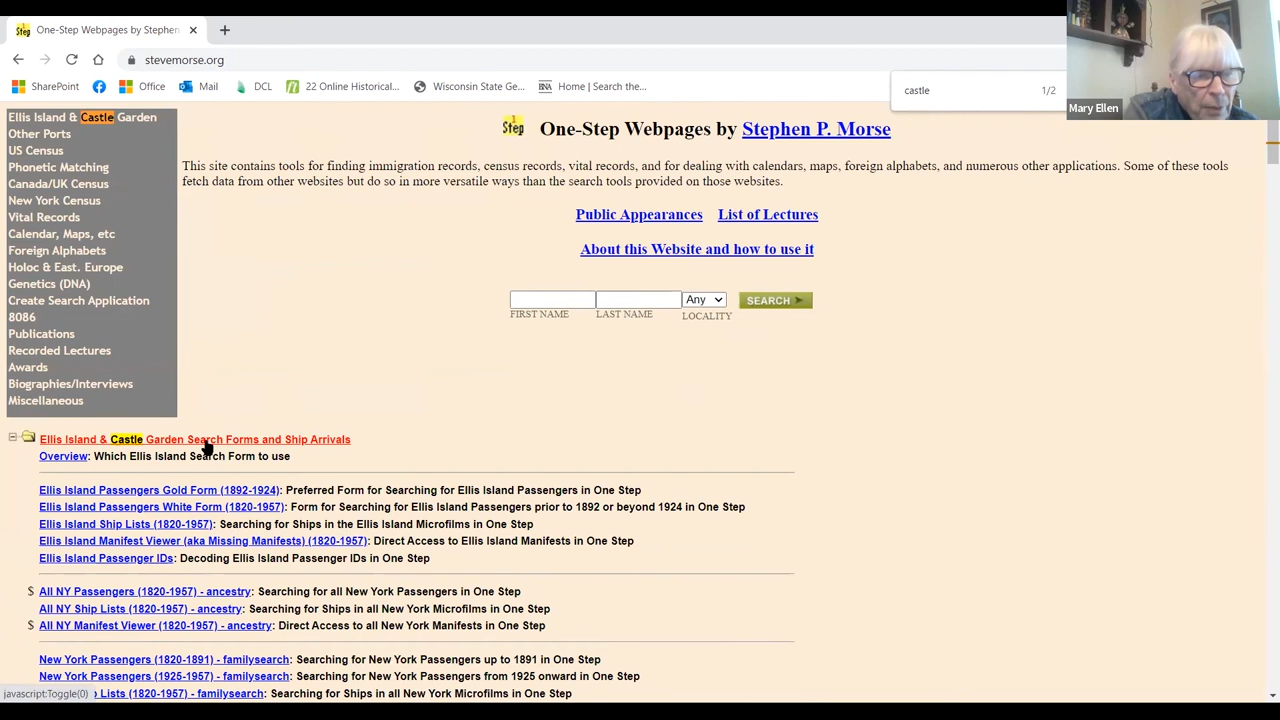 Step
One-Step Webpages by Stephen
stevemorse.org
SharePoint
Office
Mail
DCL
22 Online Historical...
Wisconsin State Ge...
BNA
Home | Search the...
castle
1/2
Mary Ellen
Ellis Island & Castle Garden
Other Ports
US Census
Phonetic Matching
Canada/UK Census
New York Census
Vital Records
Calendar, Maps, etc
Foreign Alphabets
Holoc & East. Europe
Genetics (DNA)
Create Search Application
8086
Publications
Recorded Lectures
Awards
Biographies/Interviews
Miscellaneous
1
Step
One-Step Webpages by Stephen P. Morse
This site contains tools for finding immigration records, census records, vital records, and for dealing with calendars, maps, foreign alphabets, and numerous other applications. Some of these tools
fetch data from other websites but do so in more versatile ways than the search tools provided on those websites.
Public Appearances List of Lectures
About this Website and how to use it
Any
SEARCH
FIRST NAME LAST NAME LOCALITY
Ellis Island & Castle Garden Search Forms and Ship Arrivals
Overview: Which Ellis Island Search Form to use
Ellis Island Passengers Gold Form (1892-1924): Preferred Form for Searching for Ellis Island Passengers in One Step
Ellis Island Passengers White Form (1820-1957): Form for Searching for Ellis Island Passengers prior to 1892 or beyond 1924 in One Step
Ellis Island Ship Lists (1820-1957): Searching for Ships in the Ellis Island Microfilms in One Step
Ellis Island Manifest Viewer (aka Missing Manifests) (1820-1957): Direct Access to Ellis Island Manifests in One Step
Ellis Island Passenger IDs: Decoding Ellis Island Passenger IDs in One Step
$ All NY Passengers (1820-1957) - ancestry: Searching for all New York Passengers in One Step
All NY Ship Lists (1820-1957) - ancestry: Searching for Ships in all New York Microfilms in One Step
$ All NY Manifest Viewer (1820-1957) - ancestry: Direct Access to all New York Manifests in One Step
New York Passengers (1820-1891) - familysearch: Searching for New York Passengers up to 1891 in One Step
New York Passengers (1925-1957) - familysearch: Searching for New York Passengers from 1925 onward in One Step
javascript:Toggle(0)
p Lists (1820-1957) - familysearch: Searching for Ships in all New York Microfilms in One Step